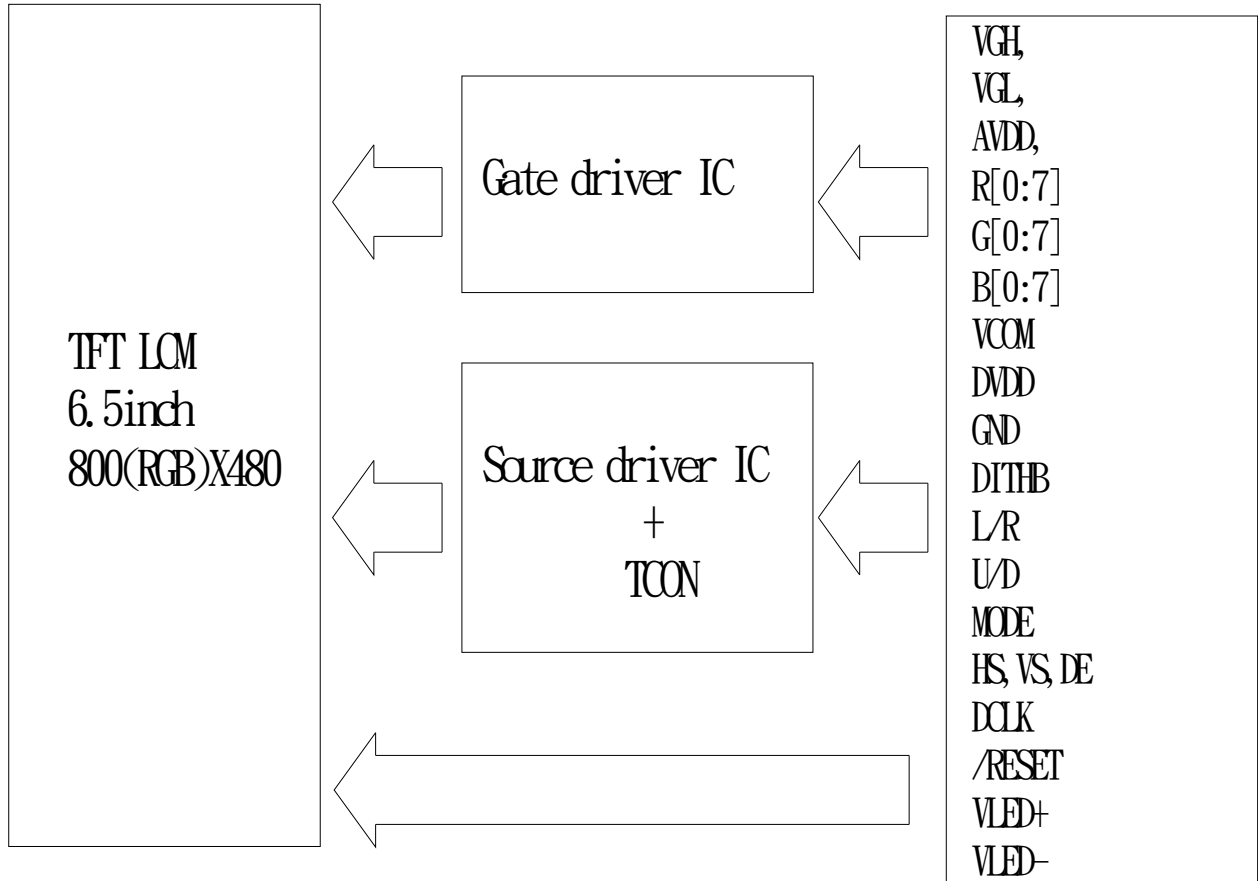 TFT LCM
6.5inch
800(RGB)X480
Gate driver IC
Source driver IC
+
TCON
VGH,
VGL,
AVDD,
R[0:7]
G[0:7]
B[0:7]
VCOM
DVDD
GND
DITHB
L/R
U/D
MODE
HS,VS,DE
DCLK
/RESET
VLED+
VLED-